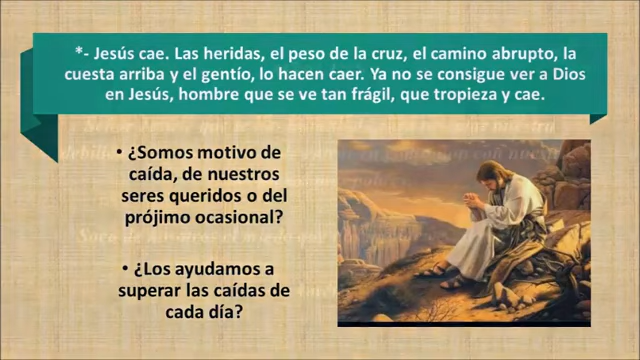 *- Jesús cae. Las heridas, el peso de la cruz, el camino abrupto, la
cuesta arriba y el gentío, lo hacen caer. Ya no se consigue ver a Dios
en Jesús, hombre que se ve tan frágil, que tropieza y cae.
• ¿Somos motivo de
caída, de nuestros
seres queridos o del
prójimo ocasional?
• ¿Los ayudamos a
superar las caídas de
cada día?